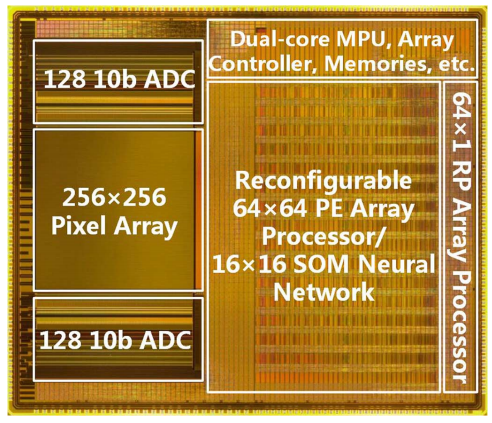 128 10b ADC
256×256
Pixel Array
128 10b ADC
Dual-core MPU, Array
Controller, Memories, etc.
Reconfigurable
64×64 PE Array
Processor/
16×16 SOM Neural
Network
64×1 RP Array Processor